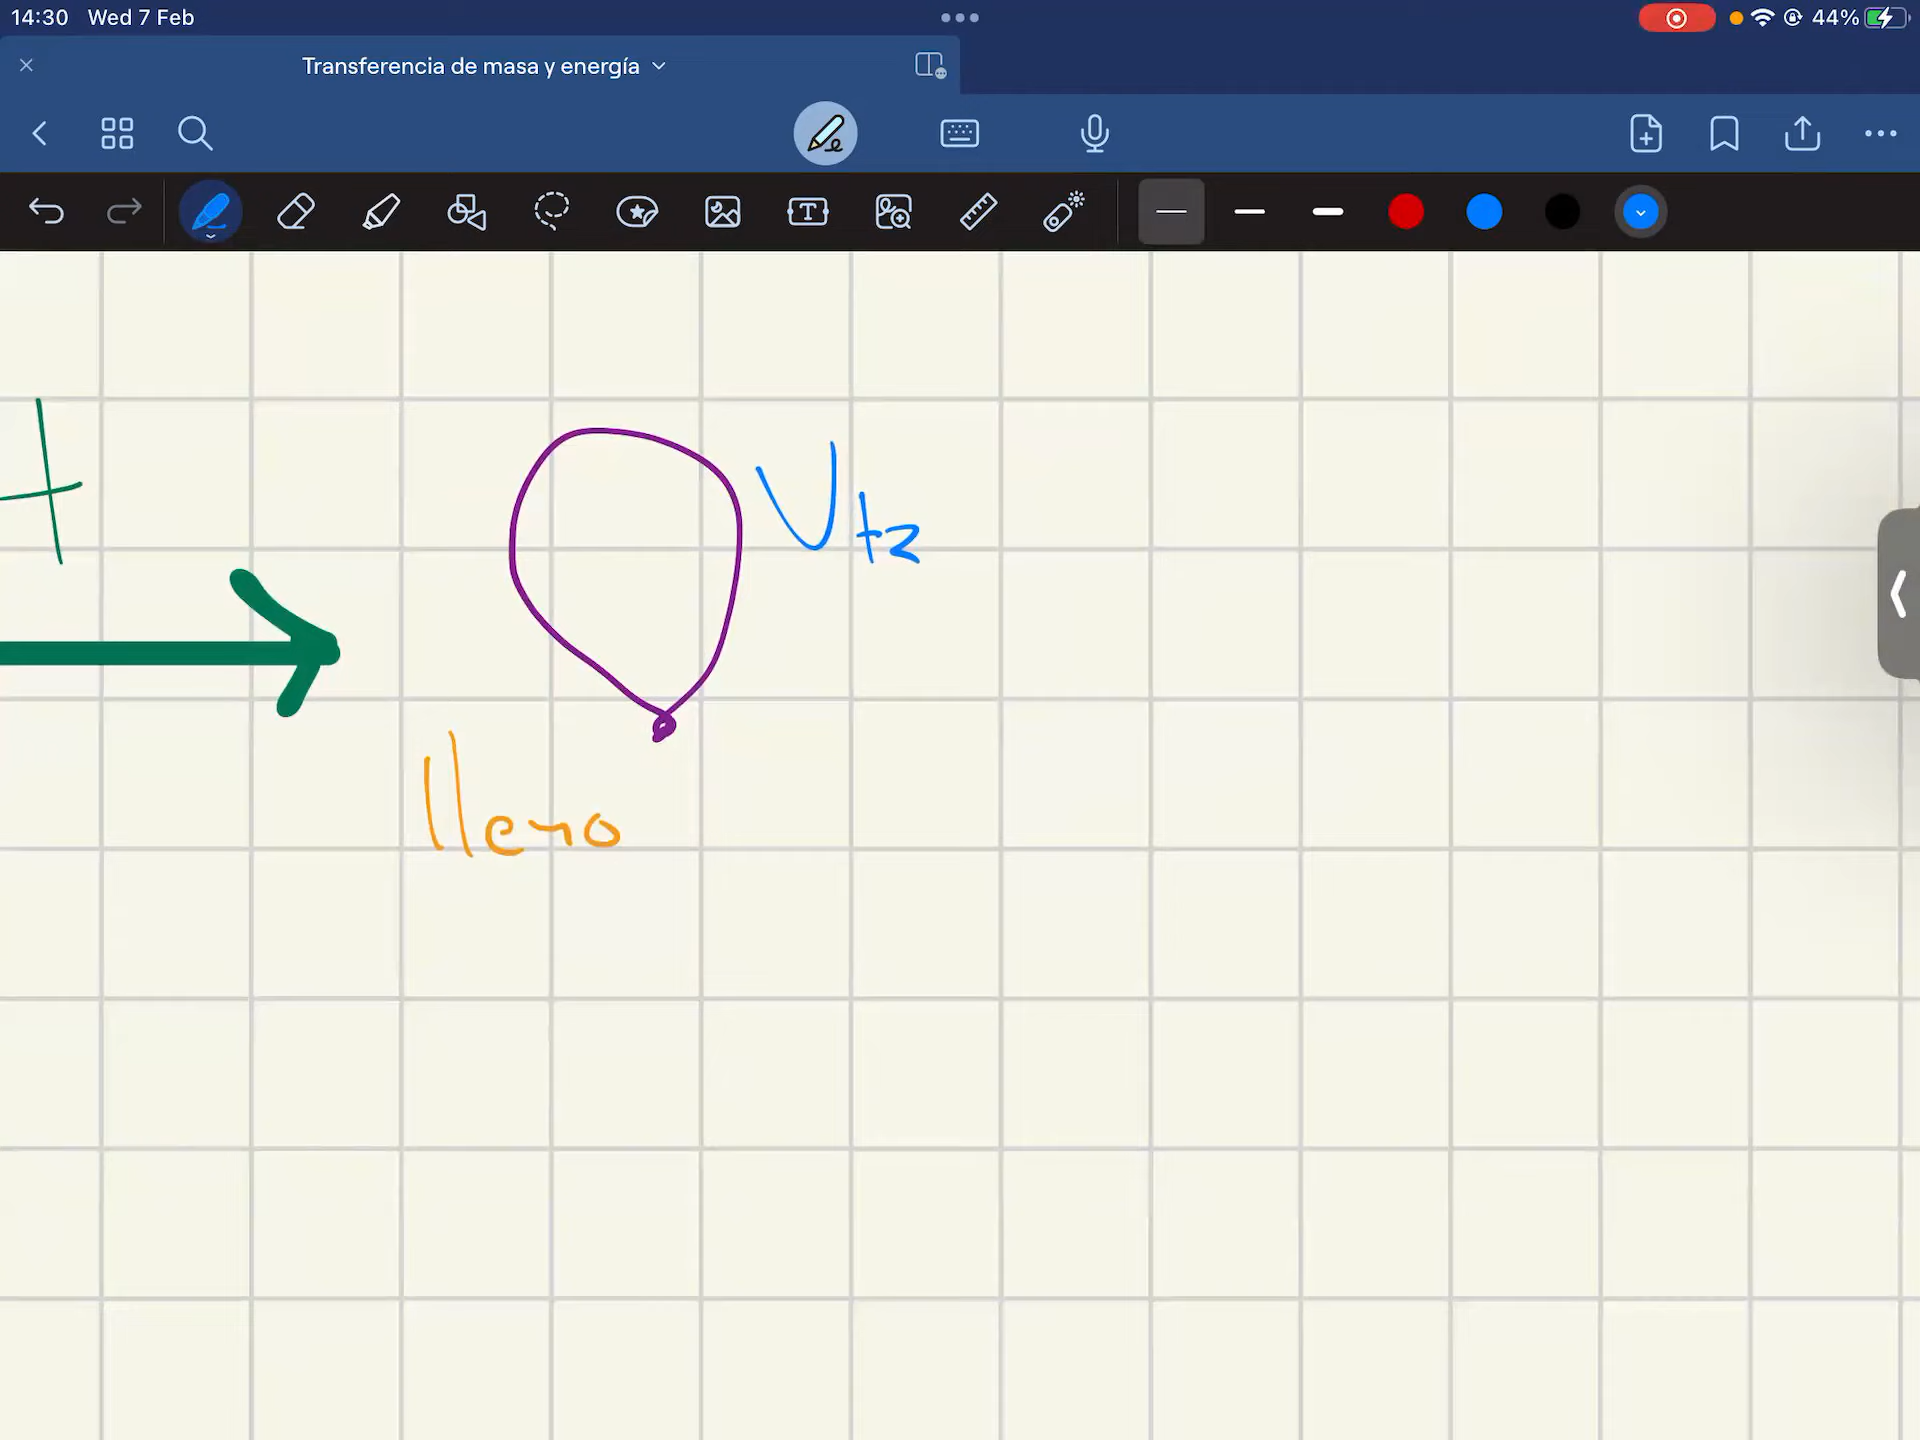 14:30 Wed 7 Feb
44%
Transferencia de masa y energía
t
Vt2
lleno